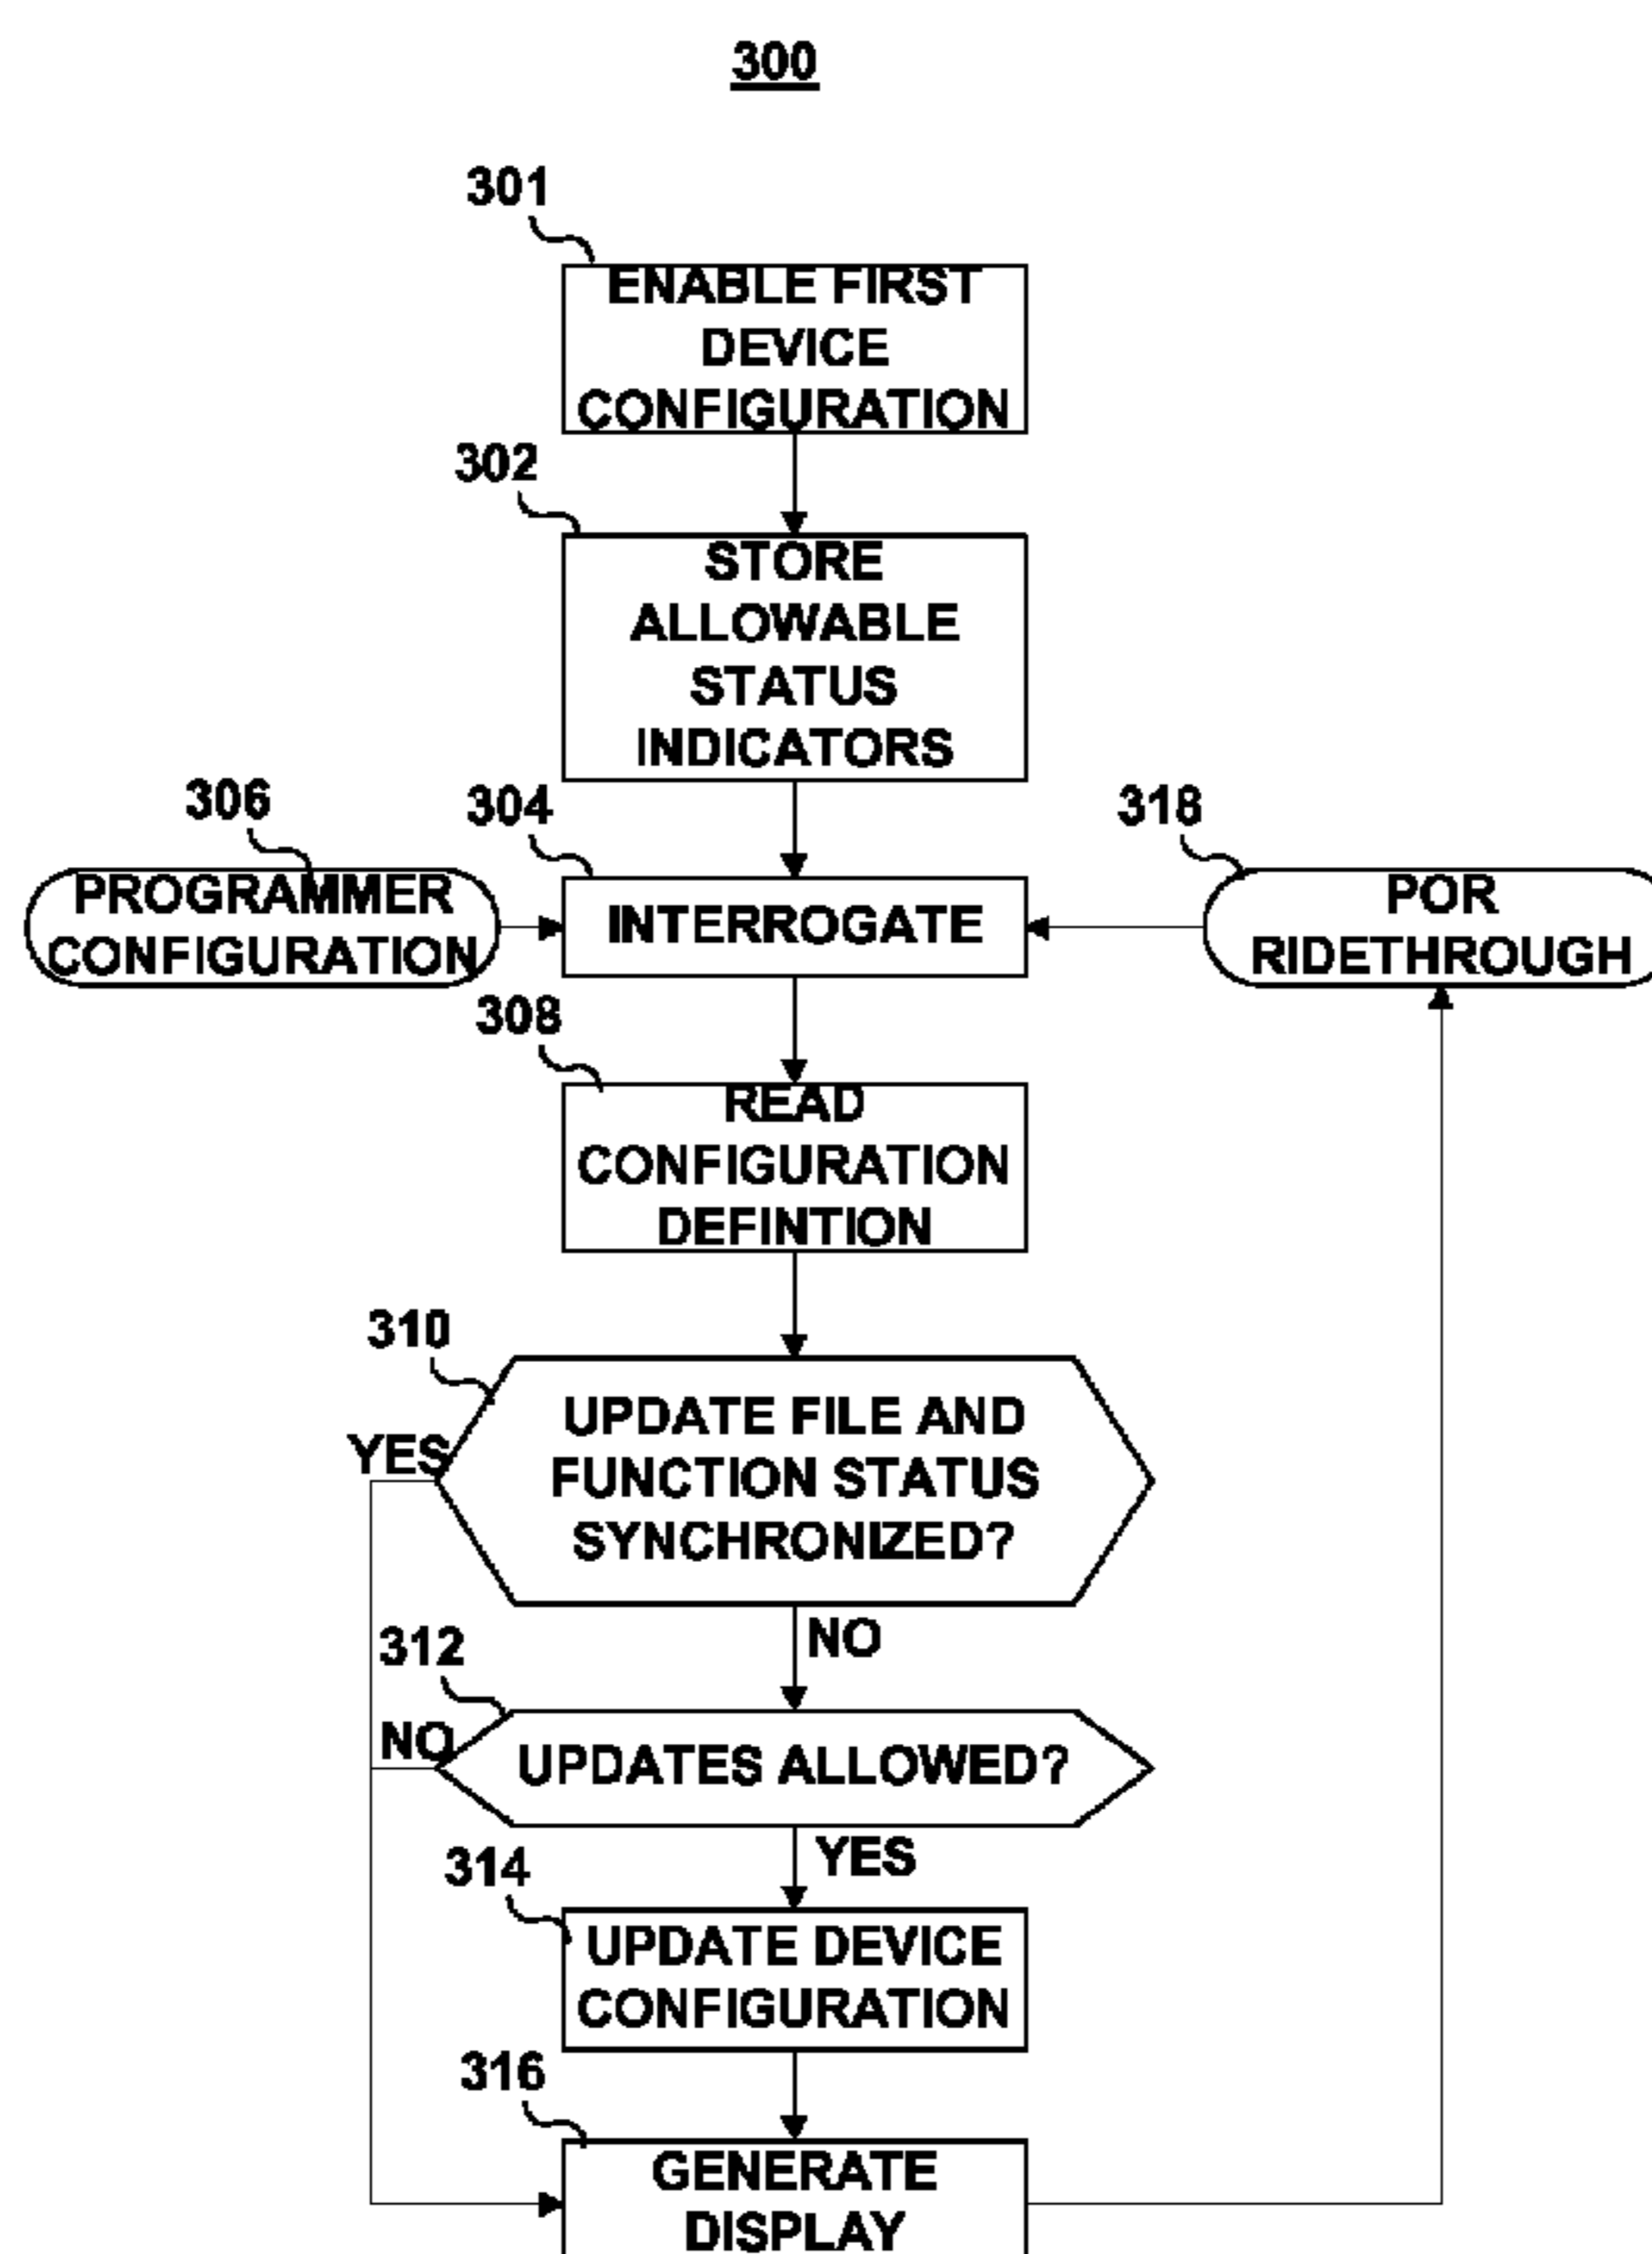 300
301
ENABLE FIRST
DEVICE
CONFIGURATION
302
STORE
ALLOWABLE
STATUS
INDICATORS
306
PROGRAMMER
CONFIGURATION
304
INTERROGATE
318
POR
RIDETHROUGH
308
READ
CONFIGURATION
DEFINTION
310
UPDATE FILE AND
FUNCTION STATUS
SYNCHRONIZED?
YES
NO
312
UPDATES ALLOWED?
NO
YES
314
UPDATE DEVICE
CONFIGURATION
316
GENERATE
DISPLAY